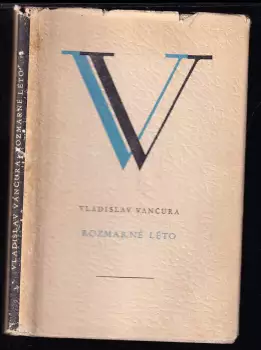 VLADISLAV VANČURA: ROZMARNÉ LÉTO
V
VLADISLAV VANČURA
ROZMARNÉ LÉTO